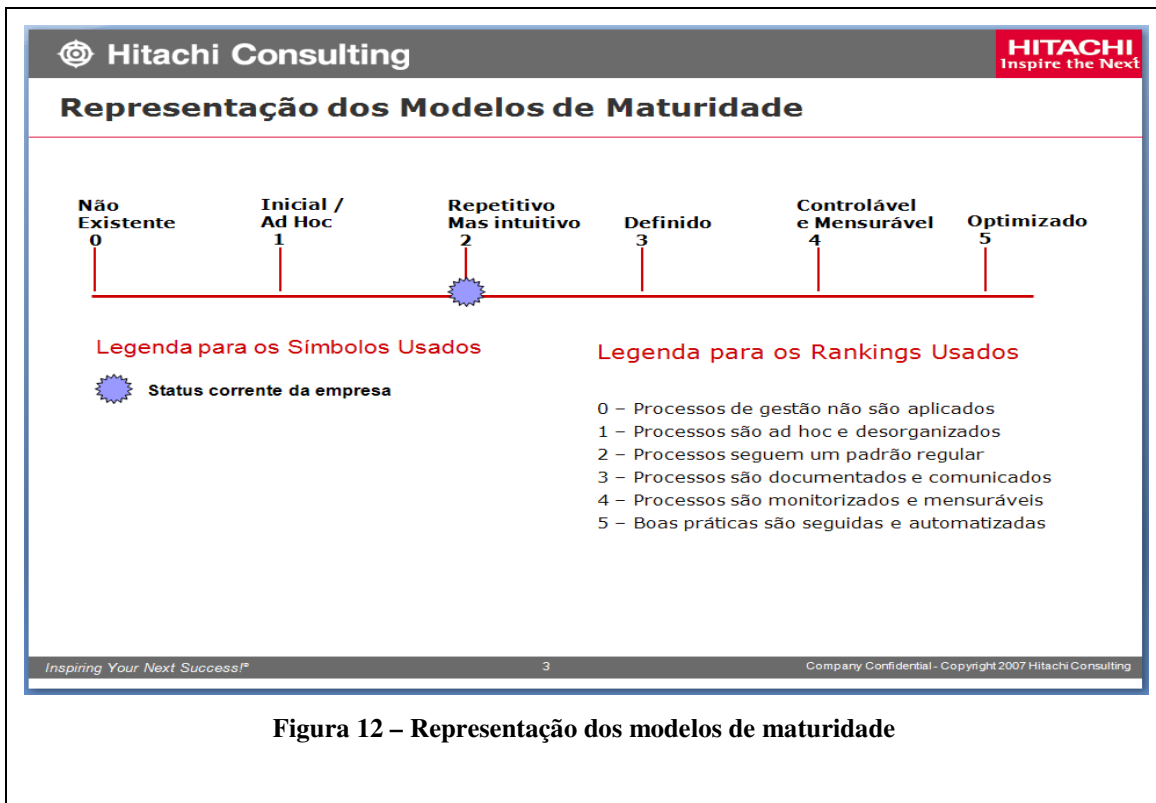 Hitachi Consulting
HITACHI
Inspire the Next
Representação dos Modelos de Maturidade
Não
Existente
0
Inicial /
Ad Hoc
1
Repetitivo
Mas intuitivo
2
Definido
3
Controlável
e Mensurável
4
Optimizado
5
Legenda para os Símbolos Usados
Status corrente da empresa
Legenda para os Rankings Usados
0 – Processos de gestão não são aplicados
1 – Processos são ad hoc e desorganizados
2 – Processos seguem um padrão regular
3 – Processos são documentados e comunicados
4 – Processos são monitorizados e mensuráveis
5 – Boas práticas são seguidas e automatizadas
Inspiring Your Next Success!®
3
Company Confidential - Copyright 2007 Hitachi Consulting
Figura 12 – Representação dos modelos de maturidade